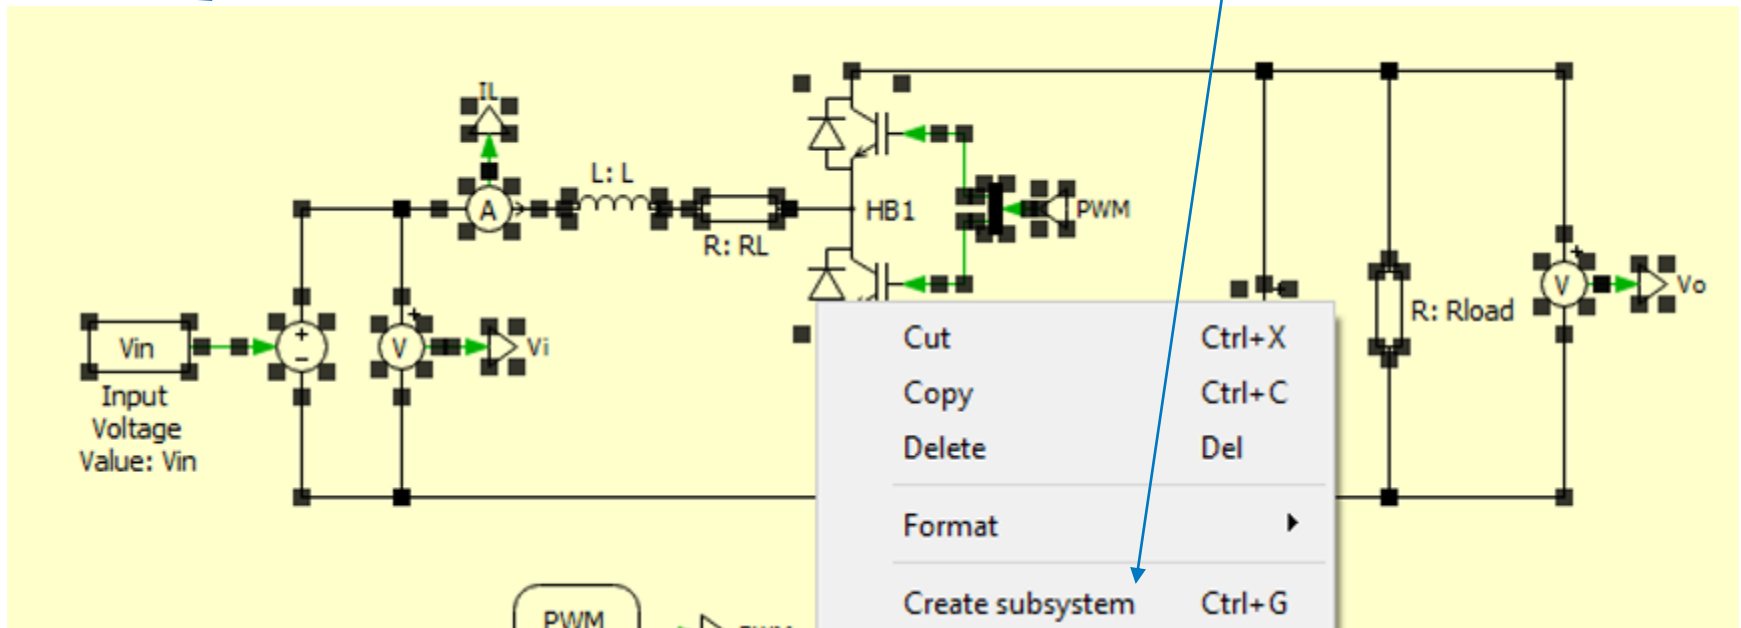 IL
L: L
A
HB1
PWM
R: RL
Vin
+
−
V
+
Vi
Input
Voltage
Value: Vin
R: Rload
V
+
Vo
Cut Ctrl+X
Copy Ctrl+C
Delete Del
Format
Create subsystem Ctrl+G
PWM